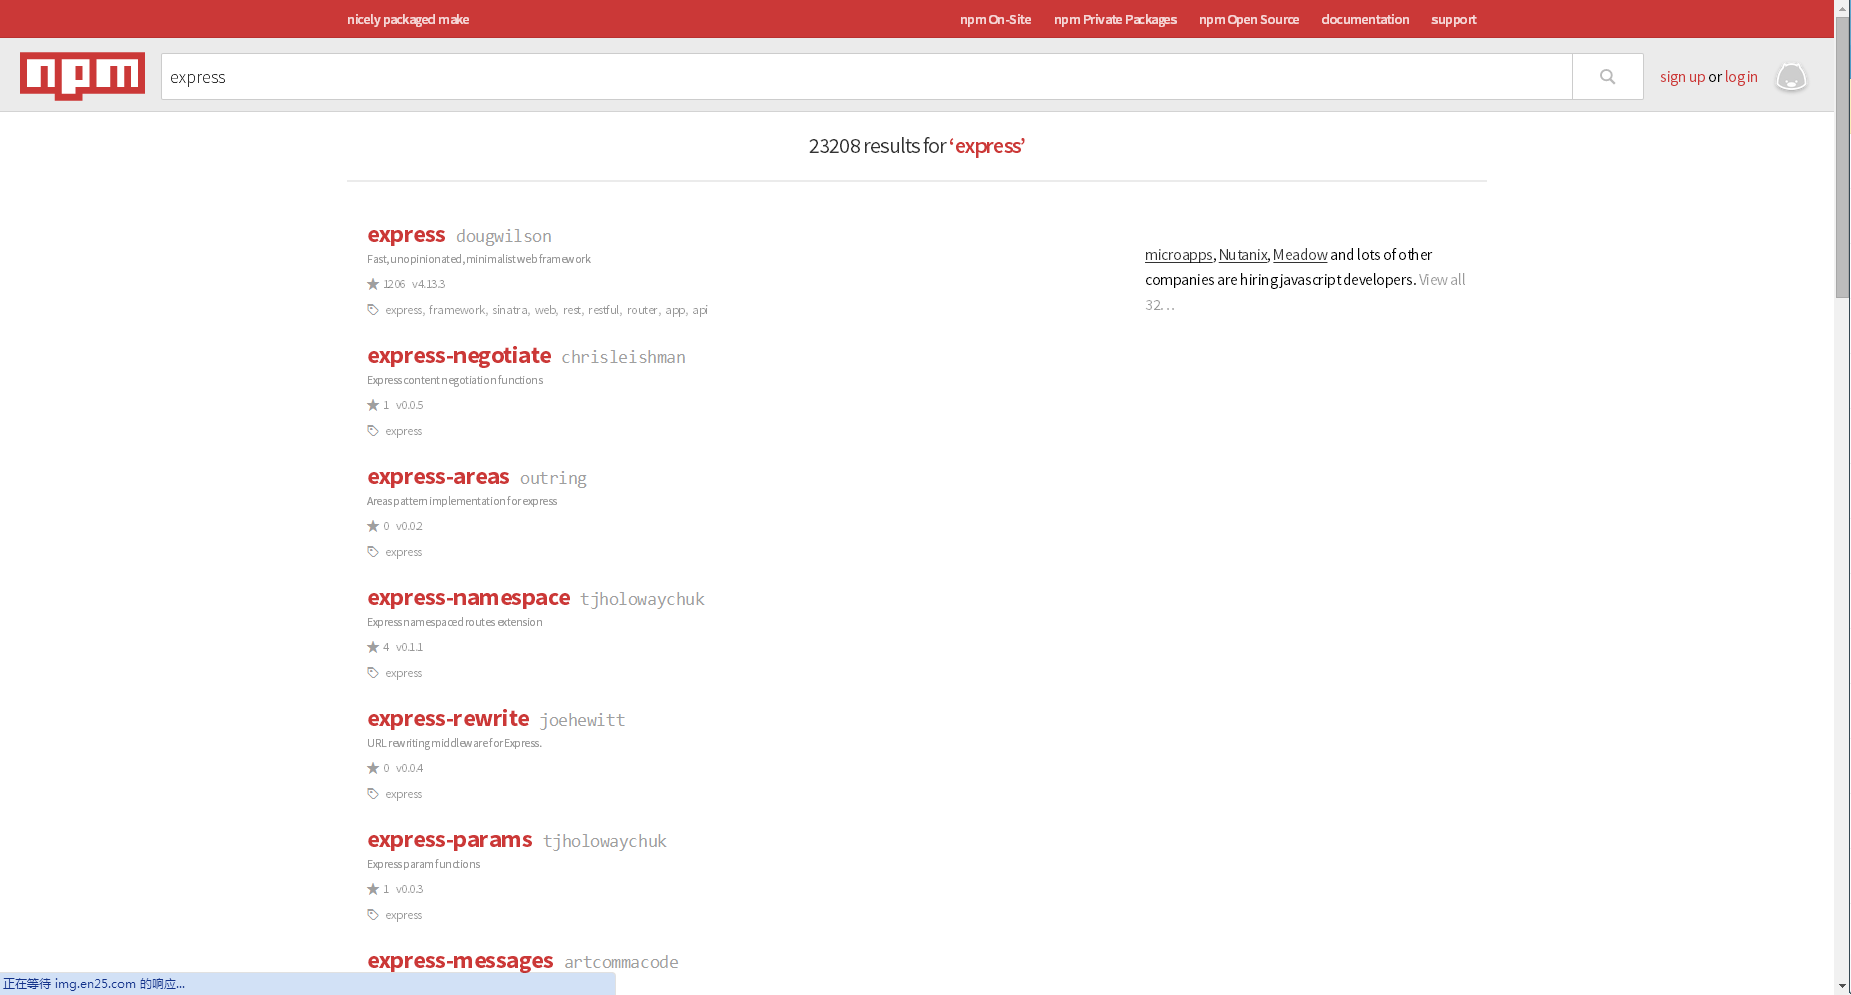 nicely packaged make
npm On-Site npm Private Packages npm Open Source documentation support
npm
express
sign up or log in
23208 results for ‘express’
express dougwilson
Fast, unopinionated, minimalist web framework
1206 v4.13.3
express, framework, sinatra, web, rest, restful, router, app, api
express-negotiate chrisleishman
Express content negotiation functions
1 v0.0.5
express
express-areas outring
Areas pattern implementation for express
0 v0.0.2
express
express-namespace tjholowaychuk
Express namespaced routes extension
4 v0.1.1
express
express-rewrite joehewitt
URL rewriting middleware for Express.
0 v0.0.4
express
express-params tjholowaychuk
Express param functions
1 v0.0.3
express
express-messages artcommacode
microapps, Nutanix, Meadow and lots of other
companies are hiring javascript developers. View all
32…
正在等待 img.en25.com 的响应...